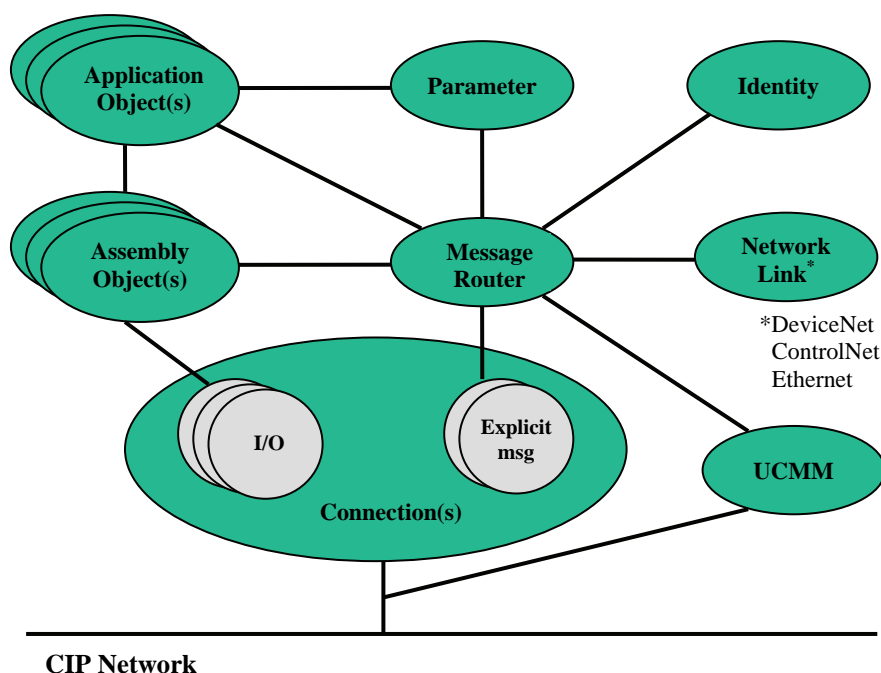 Application
Object(s)
Parameter
Identity
Assembly
Object(s)
Message
Router
Network
Link*
*DeviceNet
ControlNet
Ethernet
I/O
Explicit
msg
Connection(s)
UCMM
CIP Network